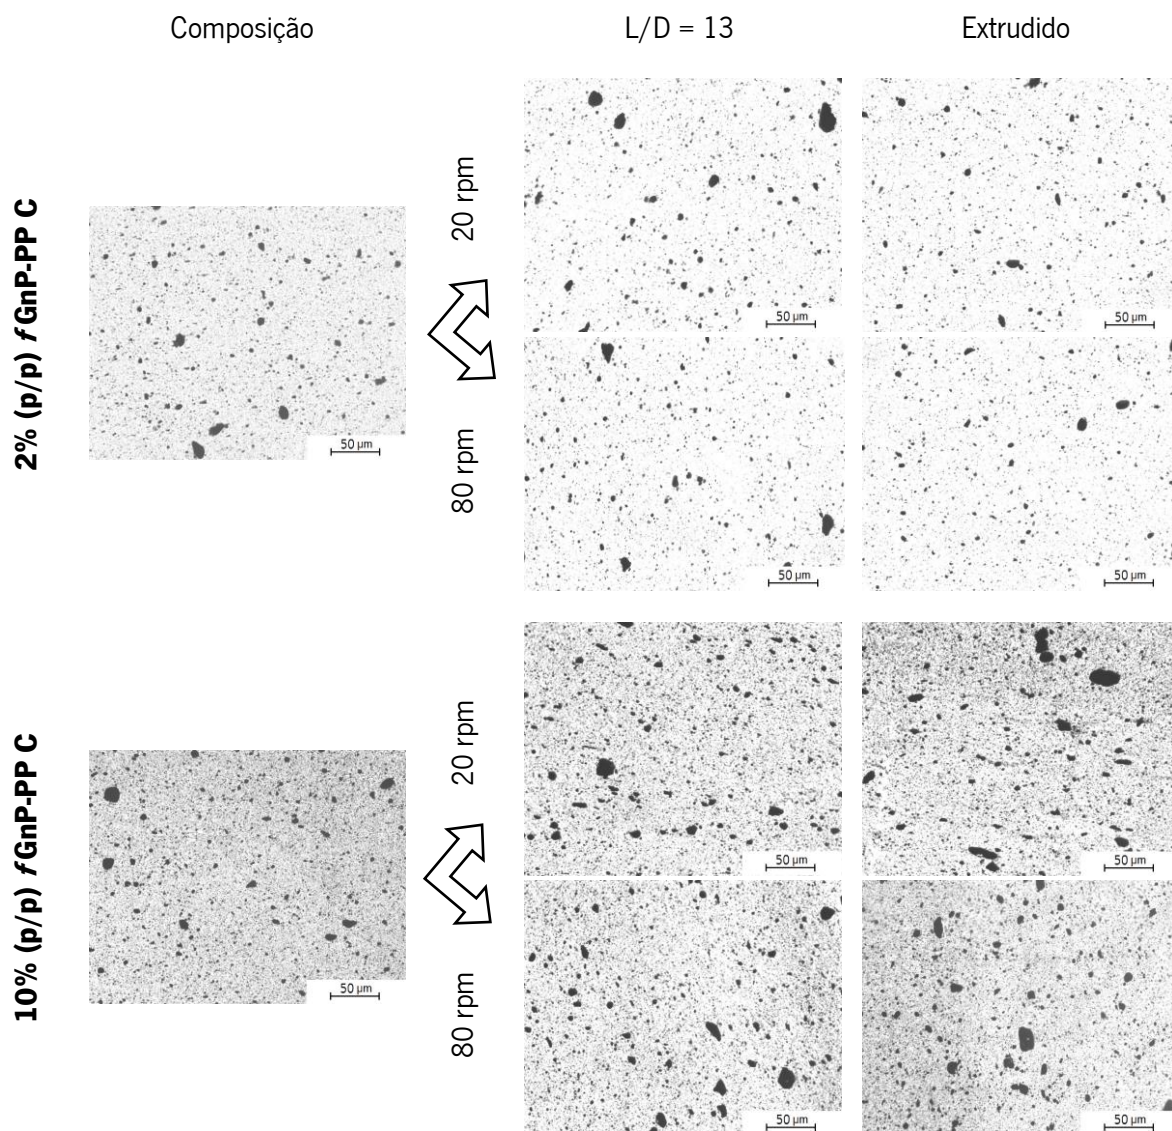 Composição
L/D = 13
Extrudido
2% (p/p) fGnP-PP C
20 rpm
80 rpm
50 µm
50 µm
50 µm
50 µm
50 µm
10% (p/p) fGnP-PP C
20 rpm
80 rpm
50 µm
50 µm
50 µm
50 µm
50 µm